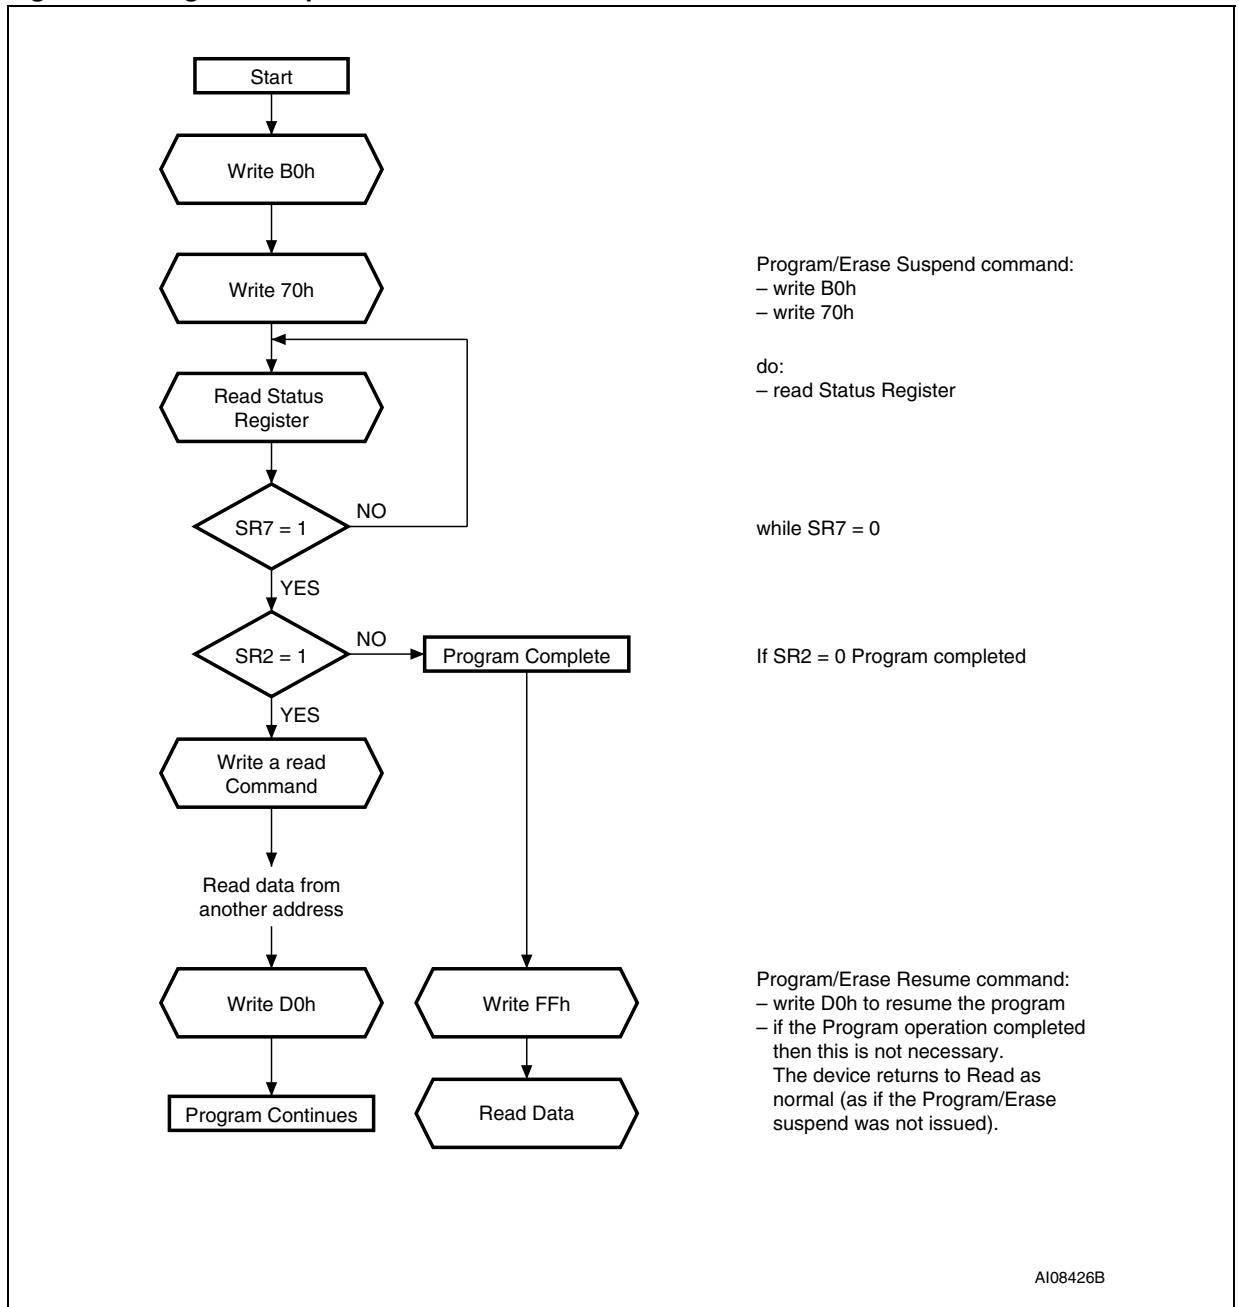 Start
Write B0h
Write 70h
Program/Erase Suspend command:
– write B0h
– write 70h
do:
– read Status Register
Read Status
Register
SR7 = 1
NO
while SR7 = 0
YES
SR2 = 1
NO
Program Complete
If SR2 = 0 Program completed
YES
Write a read
Command
Read data from
another address
Write D0h
Write FFh
Program/Erase Resume command:
– write D0h to resume the program
– if the Program operation completed
then this is not necessary.
The device returns to Read as
normal (as if the Program/Erase
suspend was not issued).
Program Continues
Read Data
AI08426B